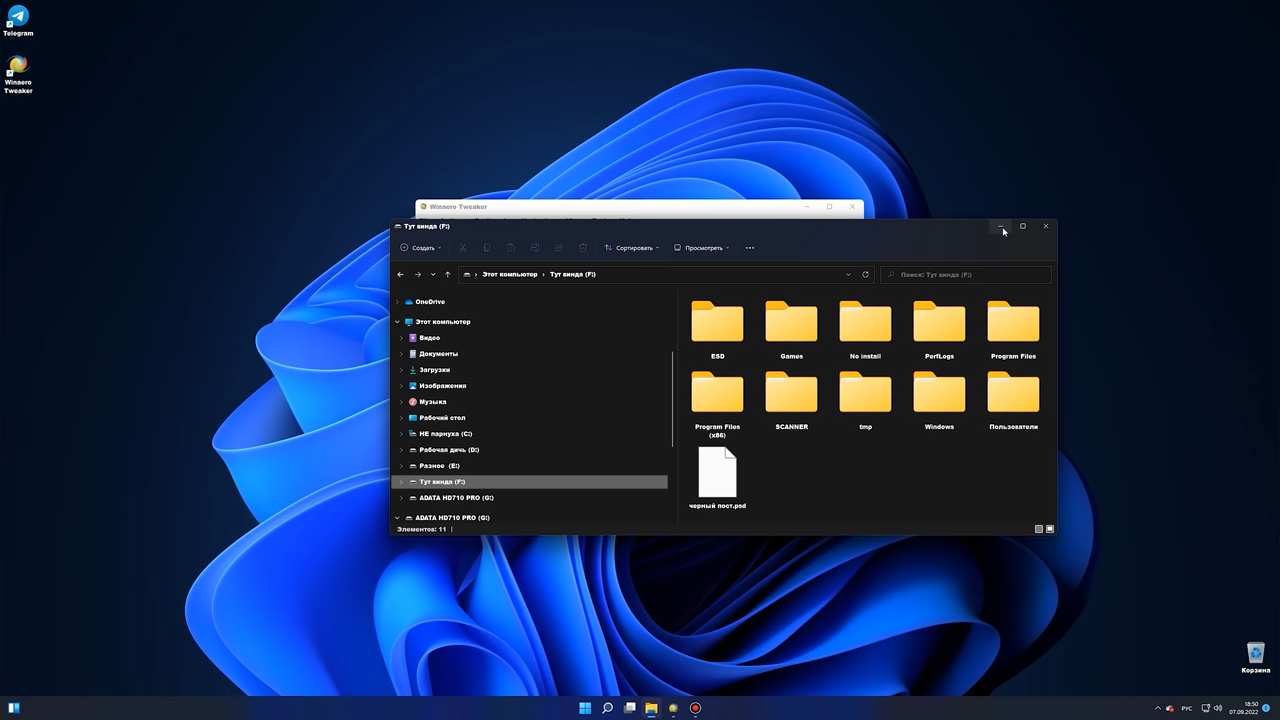 Telegram
Winaero
Tweaker
Winaero Tweaker
Тут винда (F:)
Создать
Сортировать
Просмотреть
Этот компьютер
Тут винда (F:)
Поиск: Тут винда (F:)
OneDrive
Этот компьютер
Видео
Документы
Загрузки
Изображения
Музыка
Рабочий стол
НЕ парнуха (C:)
Рабочая дичь (D:)
Разное (E:)
Тут винда (F:)
ADATA HD710 PRO (G:)
ADATA HD710 PRO (G:)
ESD
Games
No install
PerfLogs
Program Files
Program Files
(x86)
SCANNER
tmp
Windows
Пользователи
черный пост.psd
Элементов: 11
Корзина
РУС
18:50
07.09.2022